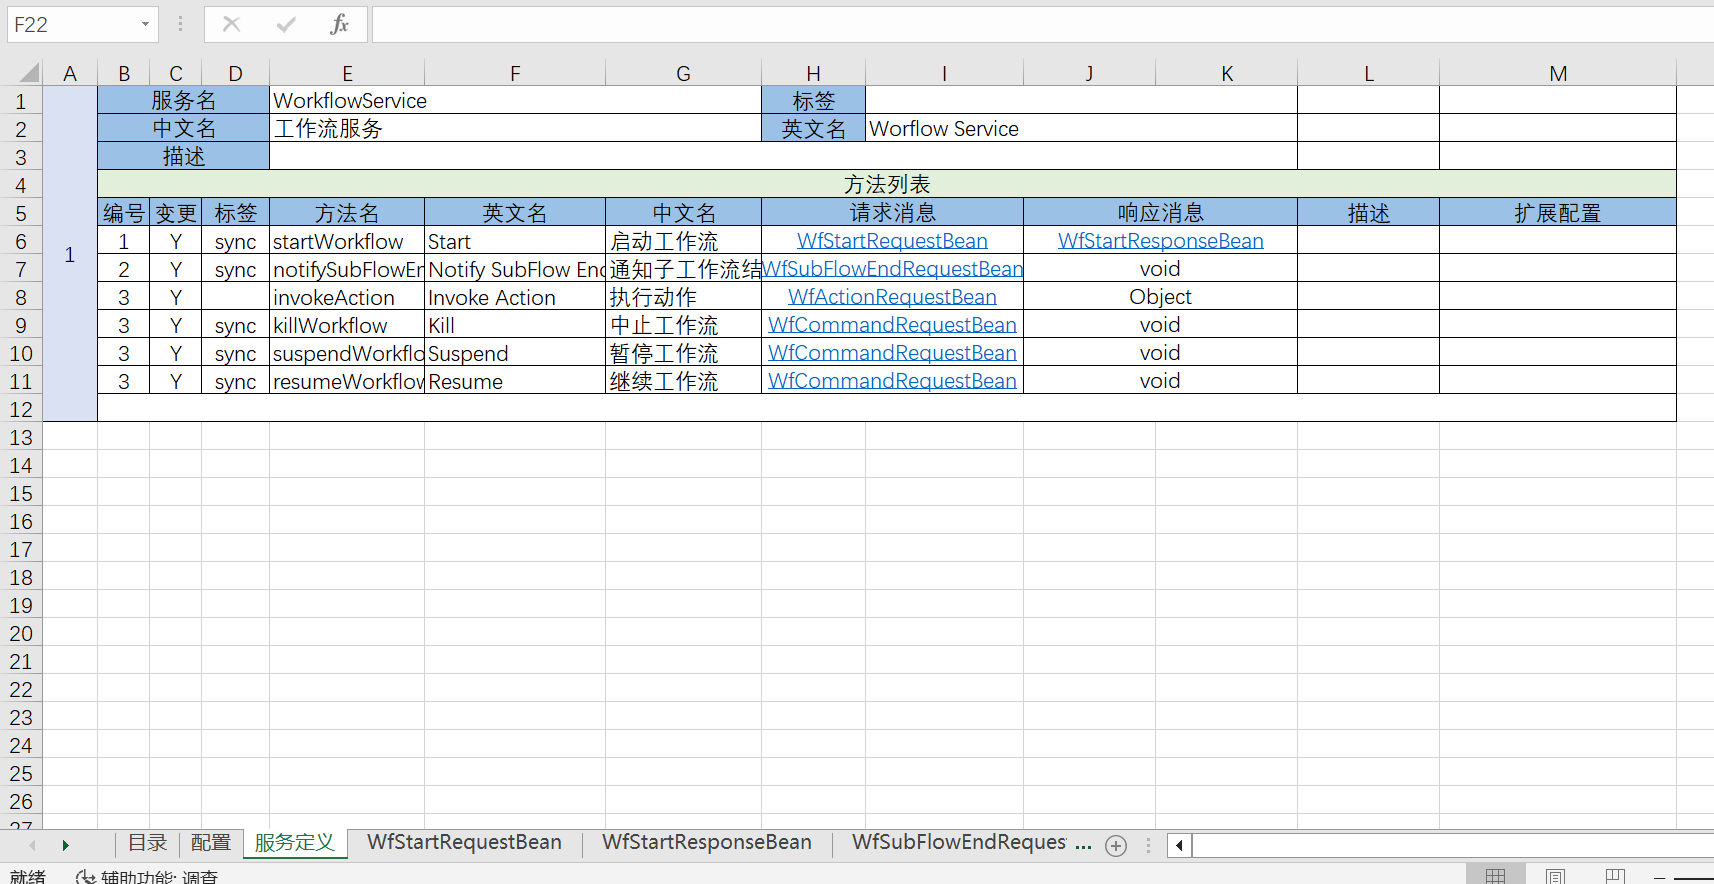 F22
fx
A B C D E F G H I J K L M
1 服务名 WorkflowService 标签
2 中文名 工作流服务 英文名 Worflow Service
3 描述
4 方法列表
5 编号 变更 标签 方法名 英文名 中文名 请求消息 响应消息 描述 扩展配置
6 1 Y sync startWorkflow Start 启动工作流 WfStartRequestBean WfStartResponseBean
1
7 2 Y sync notifySubFlowEr Notify SubFlow End 通知子工作流结 WfSubFlowEndRequestBean void
8 3 Y invokeAction Invoke Action 执行动作 WfActionRequestBean Object
9 3 Y sync killWorkflow Kill 中止工作流 WfCommandRequestBean void
10 3 Y sync suspendWorkflo Suspend 暂停工作流 WfCommandRequestBean void
11 3 Y sync resumeWorkflow Resume 继续工作流 WfCommandRequestBean void
12
13
14
15
16
17
18
19
20
21
22
23
24
25
26
27
目录 配置 服务定义 WfStartRequestBean WfStartResponseBean WfSubFlowEndReques ...
就绪 辅助功能: 调查